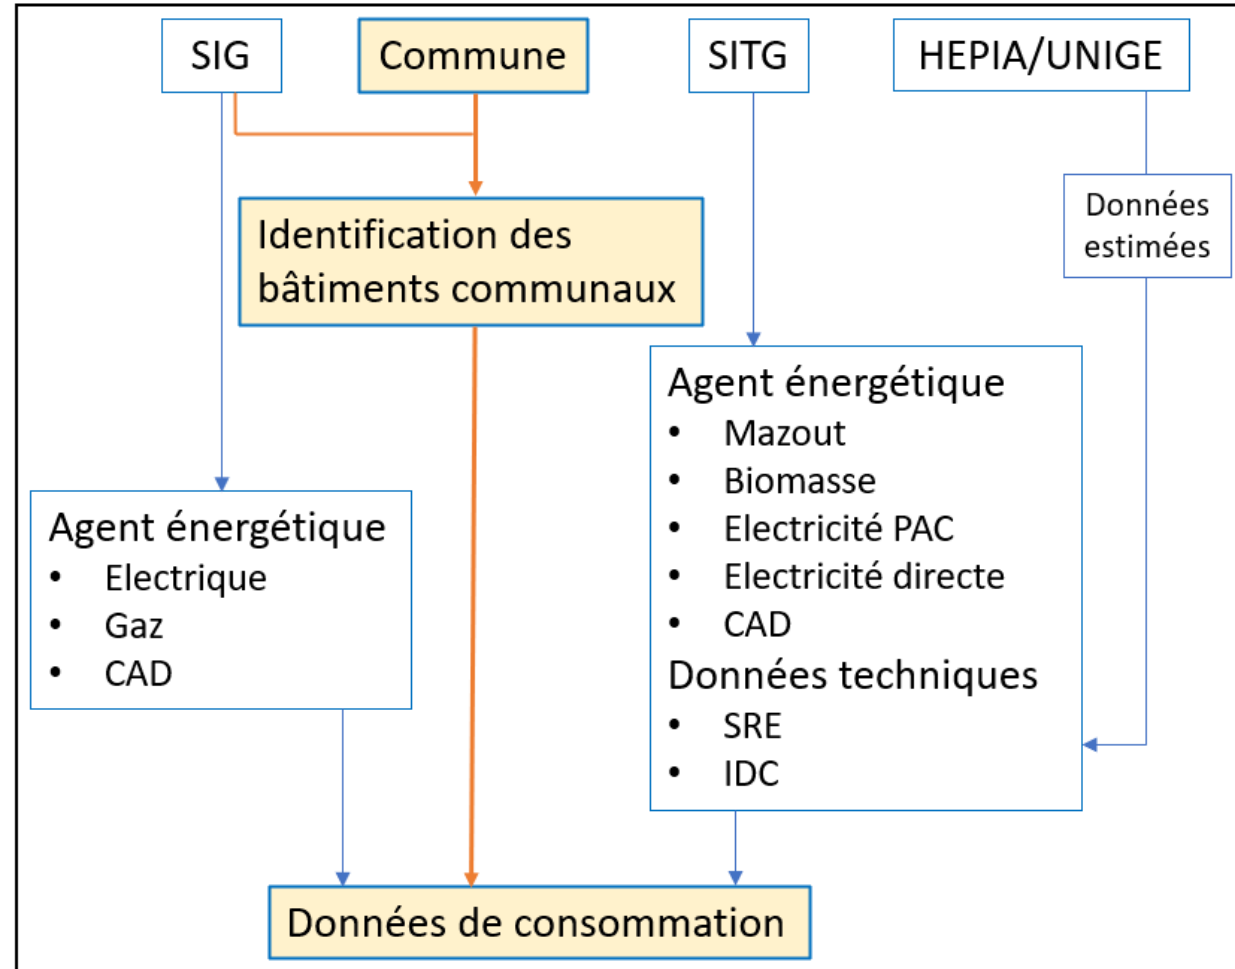 SIG
Commune
SITG
HEPIA/UNIGE
Données
estimées
Identification des
bâtiments communaux
Agent énergétique
• Mazout
• Biomasse
• Electricité PAC
• Electricité directe
• CAD
Données techniques
• SRE
• IDC
Agent énergétique
• Electrique
• Gaz
• CAD
Données de consommation